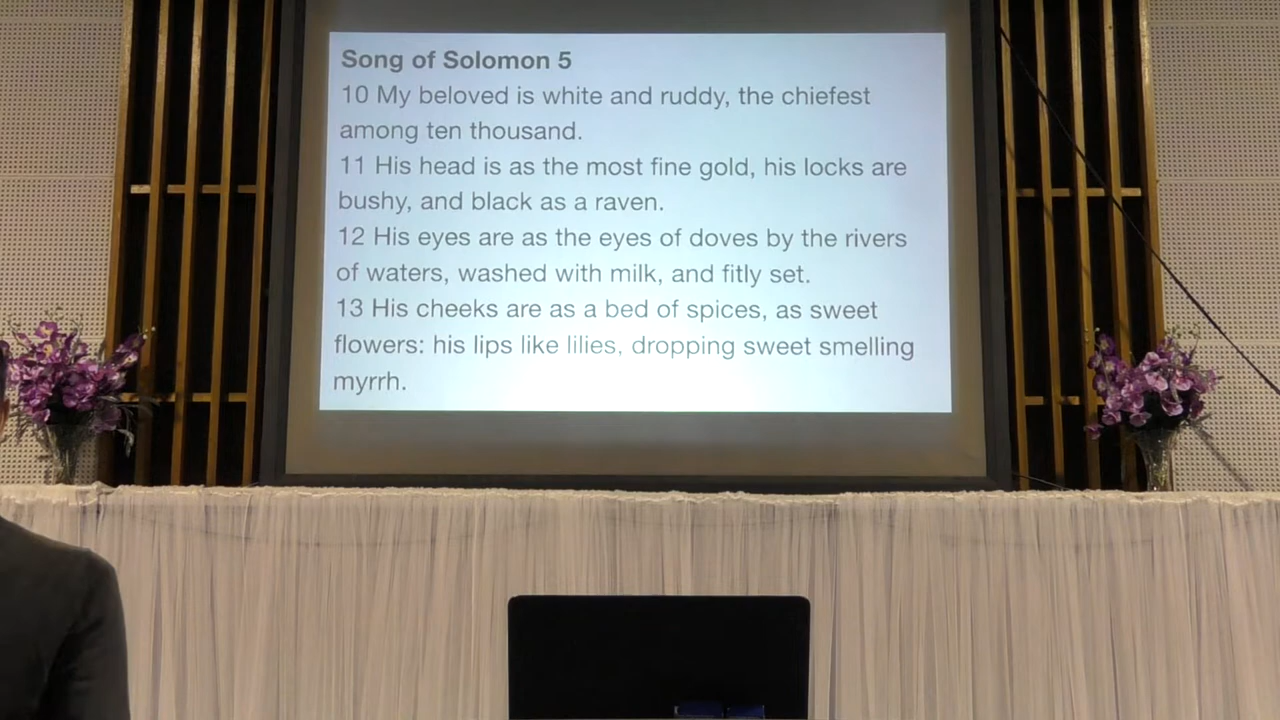 Song of Solomon 5
10 My beloved is white and ruddy, the chiefest
among ten thousand.
11 His head is as the most fine gold, his locks are
bushy, and black as a raven.
12 His eyes are as the eyes of doves by the rivers
of waters, washed with milk, and fitly set.
13 His cheeks are as a bed of spices, as sweet
flowers: his lips like lilies, dropping sweet smelling
myrrh.